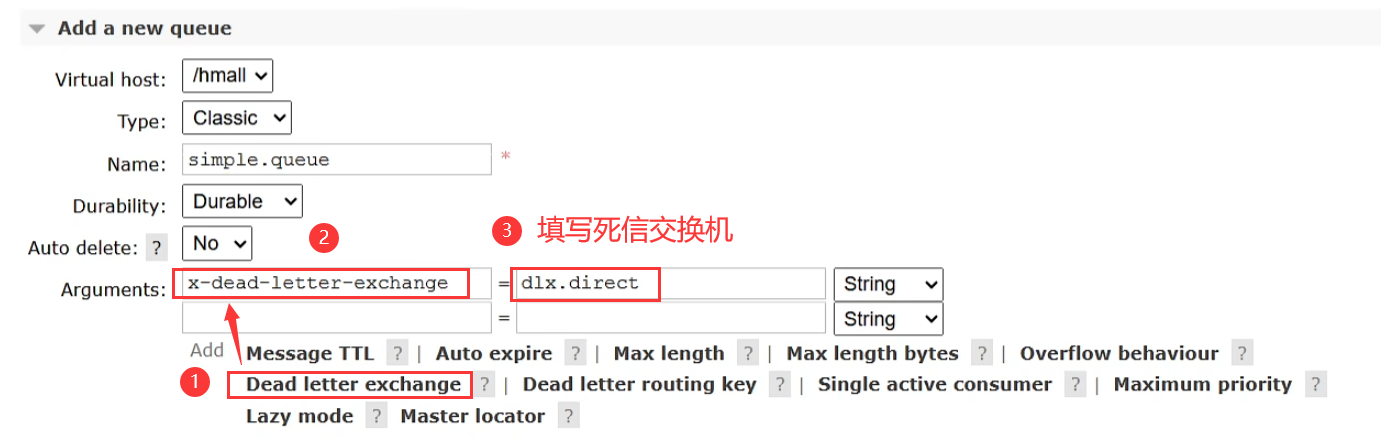 Add a new queue
Virtual host: /hmall
Type: Classic
Name: simple.queue *
Durability: Durable
② ③ 填写死信交换机
Auto delete: ? No
Arguments: x-dead-letter-exchange = dlx.direct String
= String
Add Message TTL ? | Auto expire ? | Max length ? | Max length bytes ? | Overflow behaviour ?
① Dead letter exchange ? | Dead letter routing key ? | Single active consumer ? | Maximum priority ?
Lazy mode ? Master locator ?